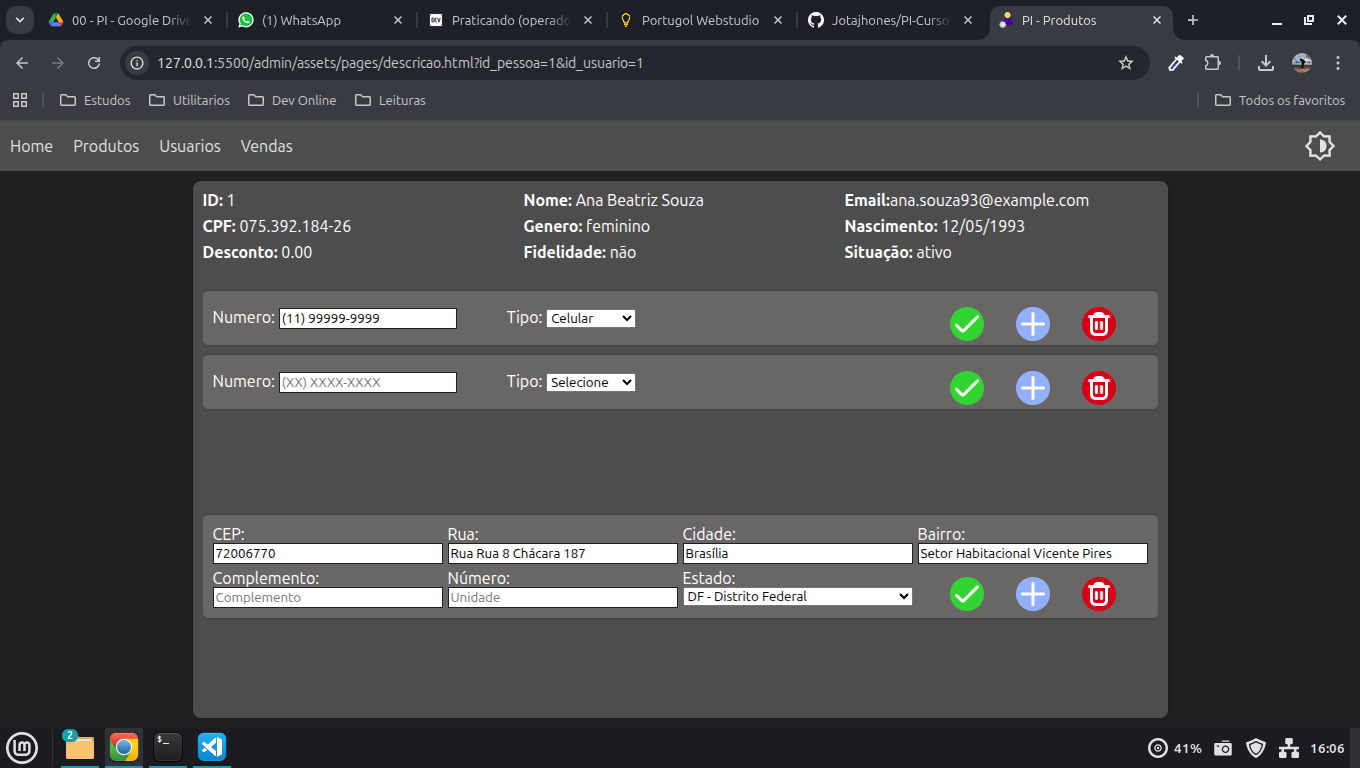 00 - PI - Google Drive
(1) WhatsApp
Praticando (operado
Portugol Webstudio
Jotajhones/PI-Curso
PI - Produtos
127.0.0.1:5500/admin/assets/pages/descricao.html?id_pessoa=1&id_usuario=1
Estudos
Utilitarios
Dev Online
Leituras
Todos os favoritos
Home
Produtos
Usuarios
Vendas
ID: 1
Nome: Ana Beatriz Souza
Email:ana.souza93@example.com
CPF: 075.392.184-26
Genero: feminino
Nascimento: 12/05/1993
Desconto: 0.00
Fidelidade: não
Situação: ativo
Numero: (11) 99999-9999
Tipo: Celular
Numero: (XX) XXXX-XXXX
Tipo: Selecione
CEP:
Rua:
Cidade:
Bairro:
72006770
Rua Rua 8 Chácara 187
Brasília
Setor Habitacional Vicente Pires
Complemento:
Número:
Estado:
Complemento
Unidade
DF - Distrito Federal
2
41%
16:06